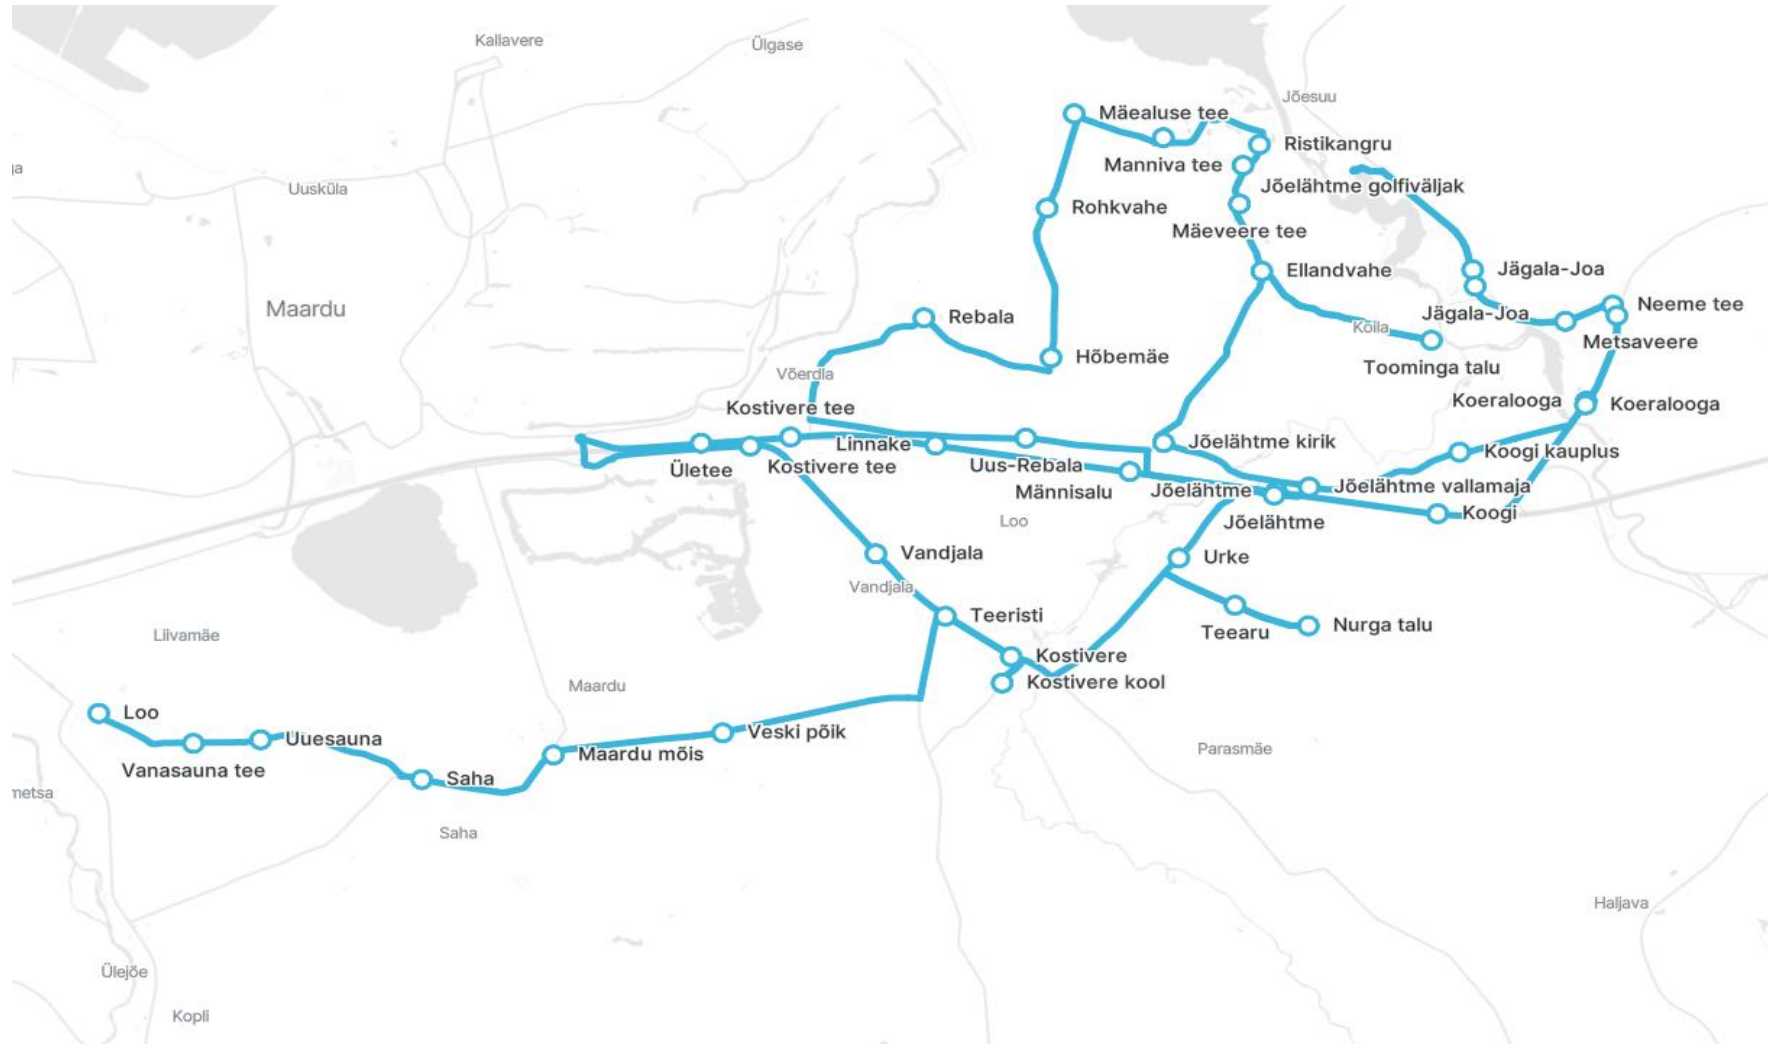 Kallavere
Ülgase
Jõesuu
Mäealuse tee
Ristikangru
Manniva tee
Uusküla
Jõelähtme golfiväljak
Rohkvahe
Mäeveere tee
Ellandvahe
Jägala-Joa
Maardu
Rebala
Jägala-Joa
Neeme tee
Koila
Metsaveere
Hõbemäe
Toominga talu
Võerdla
Kostivere tee
Koeralooga
Koeralooga
Linnake
Jõelähtme kirik
Koogi kauplus
Ületee
Kostivere tee
Uus-Rebala
Männisalu
Jõelähtme
Jõelähtme vallamaja
Koogi
Loo
Jõelähtme
Vandjala
Urke
Vandjala
Teeristi
Teearu
Nurga talu
Liivamäe
Kostivere
Kostivere kool
Maardu
Loo
Uuesauna
Veski põik
Vanasauna tee
Maardu mõis
Parasmäe
Saha
metsa
Saha
Haljava
Ülejõe
Kopli